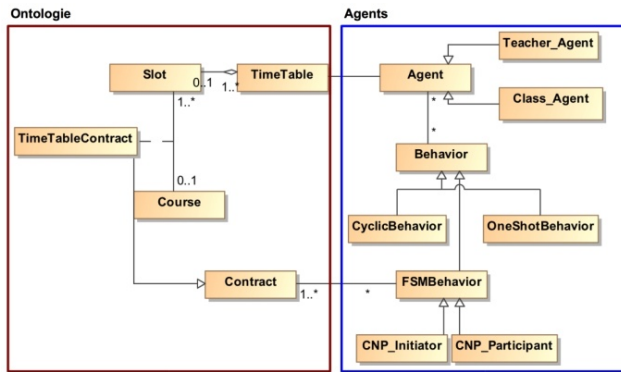 Ontologie
Agents
Teacher_Agent
Slot
0..1
1..*
TimeTable
Agent
Class_Agent
1..*
*
TimeTableContract
*
Behavior
0..1
Course
CyclicBehavior
OneShotBehavior
Contract
1..*
*
FSMBehavior
CNP_Initiator
CNP_Participant